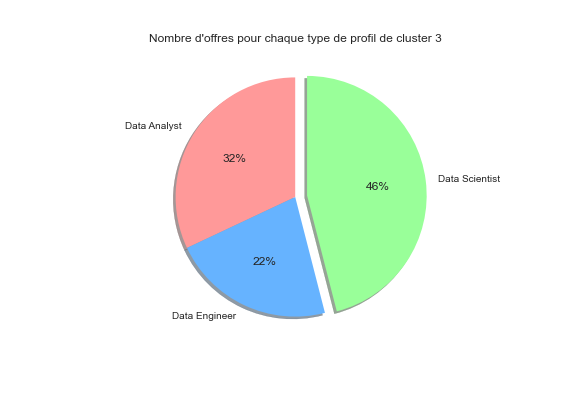 Nombre d'offres pour chaque type de profil de cluster 3
Data Analyst
32%
46%
Data Scientist
22%
Data Engineer